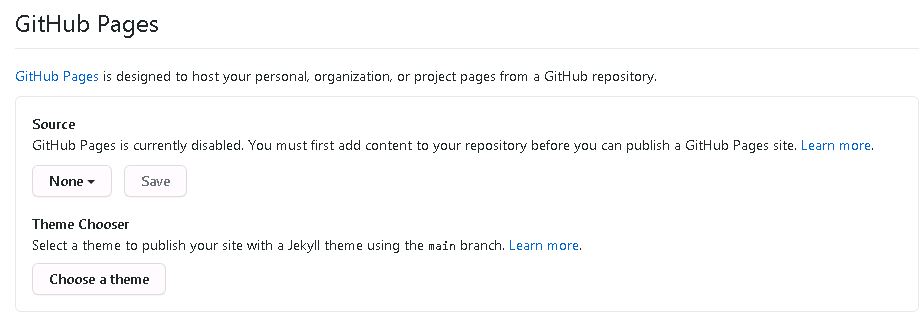 GitHub Pages
GitHub Pages is designed to host your personal, organization, or project pages from a GitHub repository.
Source
GitHub Pages is currently disabled. You must first add content to your repository before you can publish a GitHub Pages site. Learn more.
None Save
Theme Chooser
Select a theme to publish your site with a Jekyll theme using the main branch. Learn more.
Choose a theme